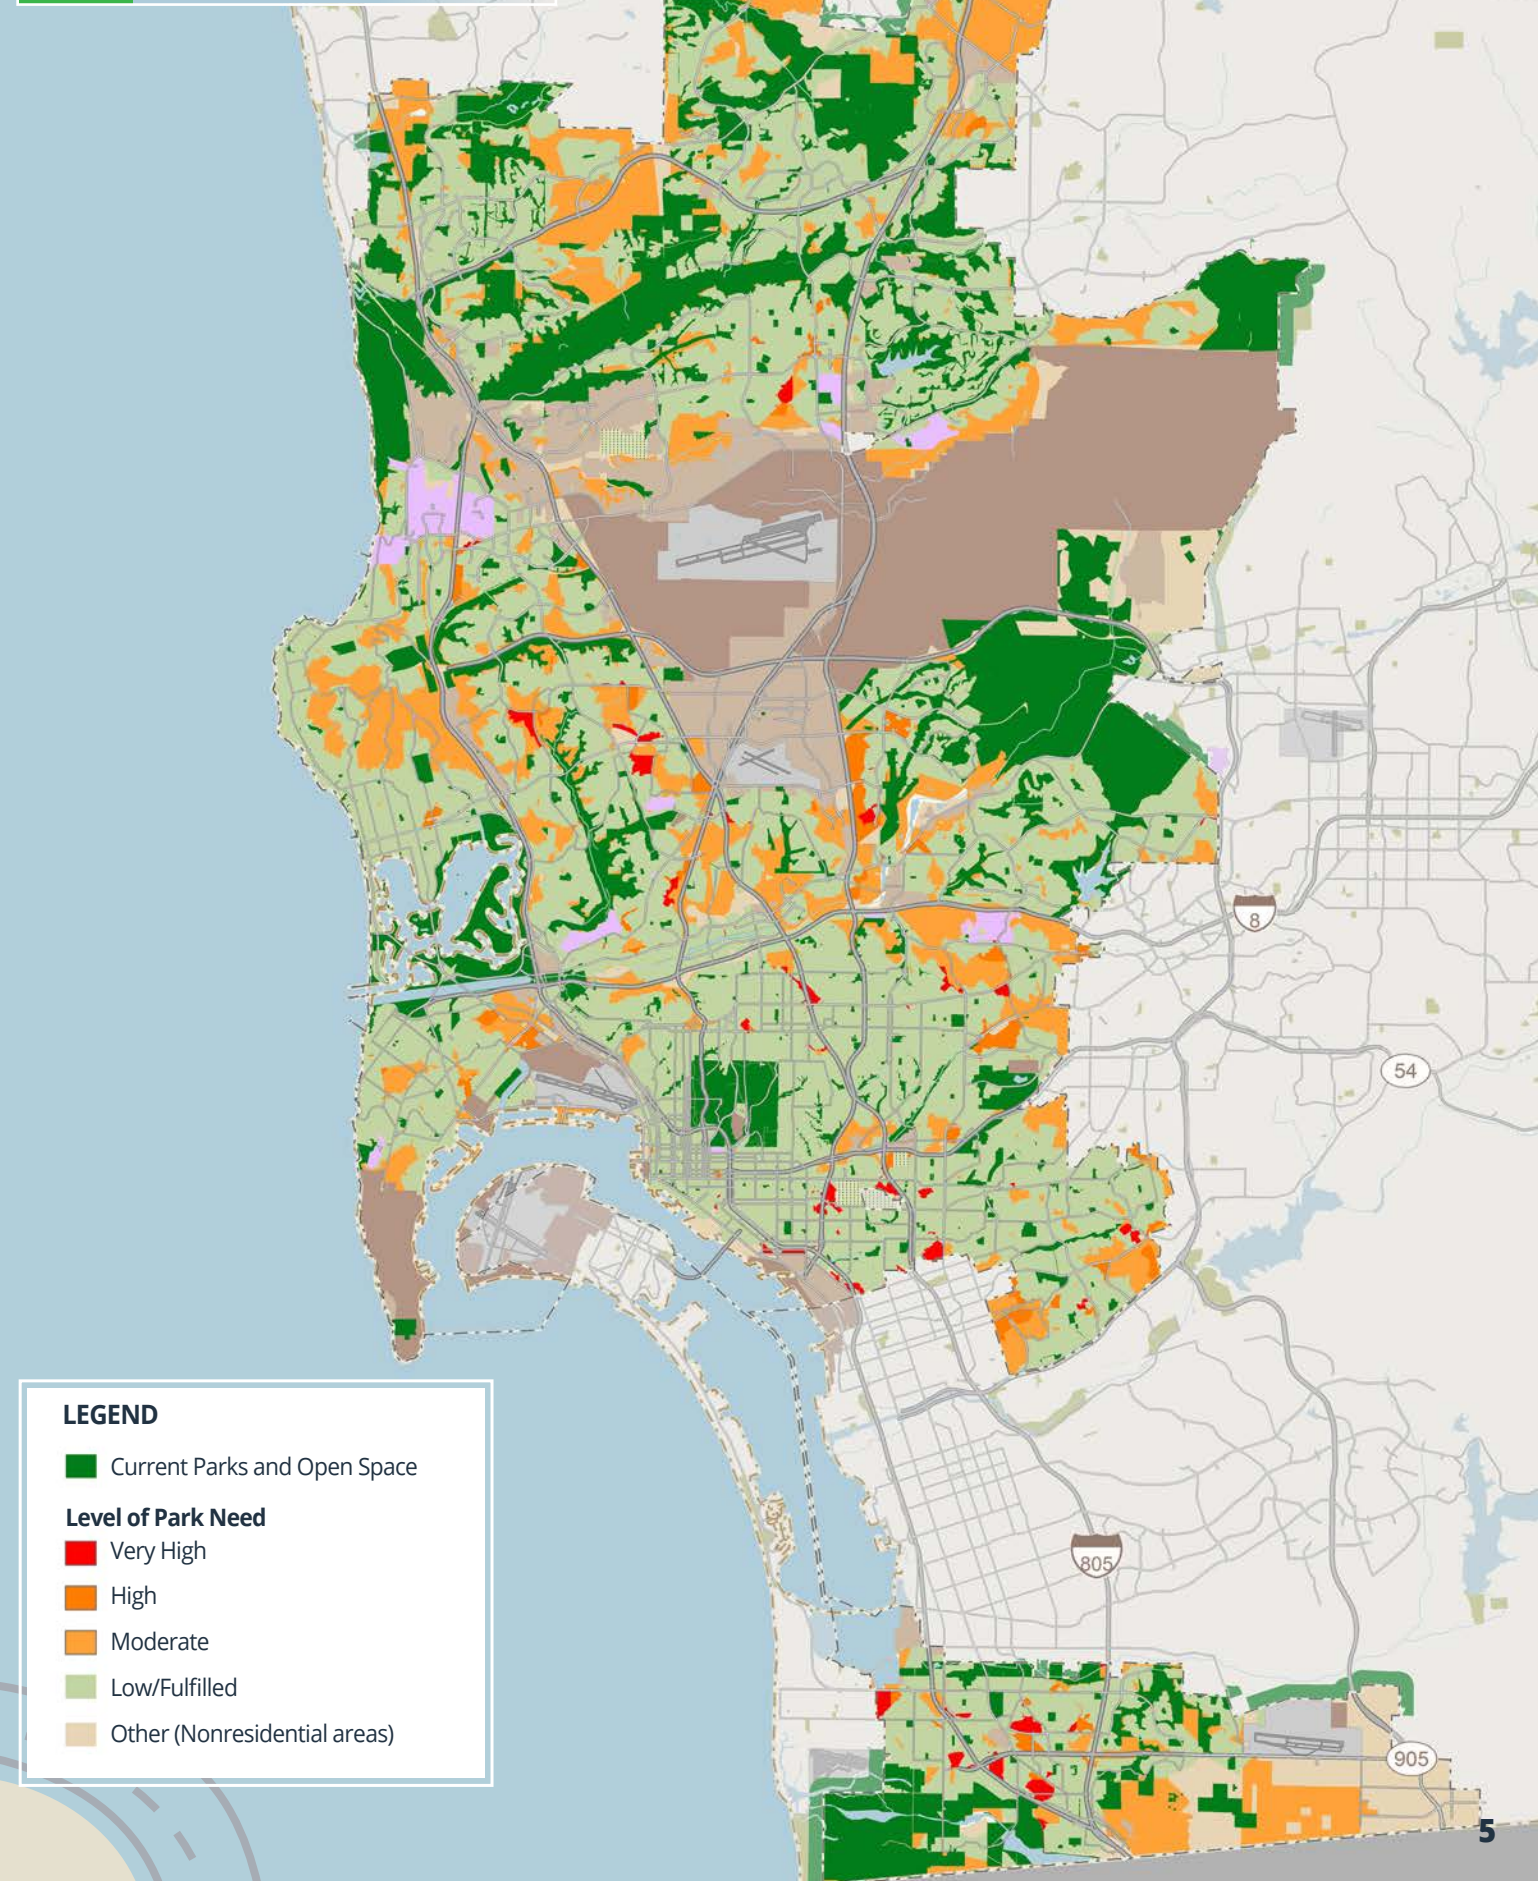 8
54
LEGEND
Current Parks and Open Space
Level of Park Need
Very High
High
Moderate
Low/Fulfilled
Other (Nonresidential areas)
805
905
5